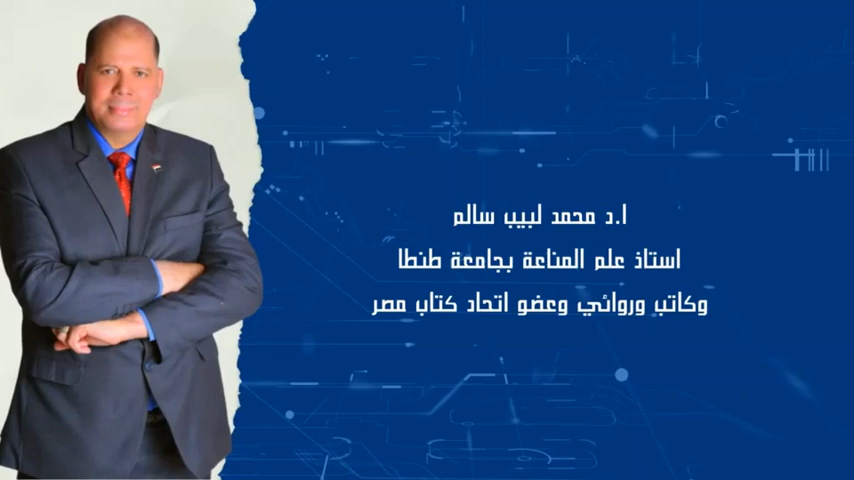 ا.د محمد لبيب سالم
استاذ علم المناعة بجامعة طنطا
وكاتب وروائي وعضو اتحاد كتاب مصر